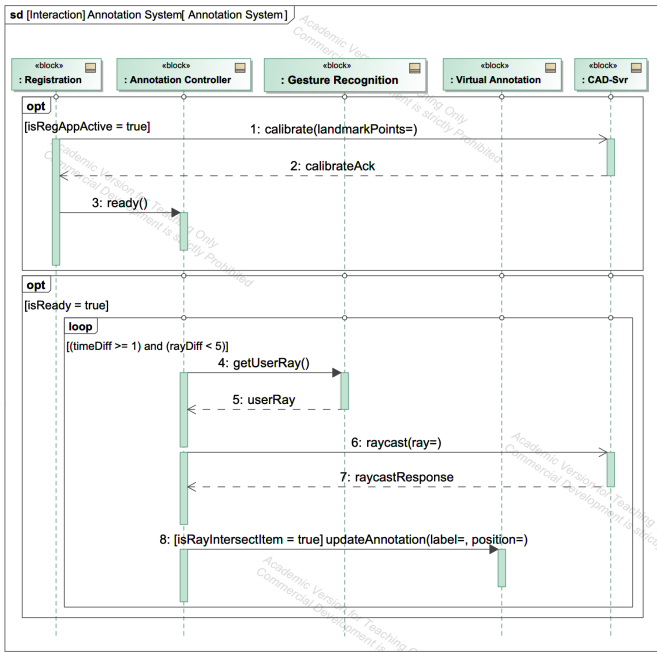 sd [Interaction] Annotation System[ Annotation System ]
«block»
: Registration
«block»
: Annotation Controller
«block»
: Gesture Recognition
«block»
: Virtual Annotation
«block»
: CAD-Svr
opt
[isRegAppActive = true]
1: calibrate(landmarkPoints=)
2: calibrateAck
3: ready()
opt
[isReady = true]
loop
[(timeDiff >= 1) and (rayDiff < 5)]
4: getUserRay()
5: userRay
6: raycast(ray=)
7: raycastResponse
8: [isRayIntersectItem = true] updateAnnotation(label=, position=)
Academic Version for Teaching Only
Commercial Development is strictly Prohibited